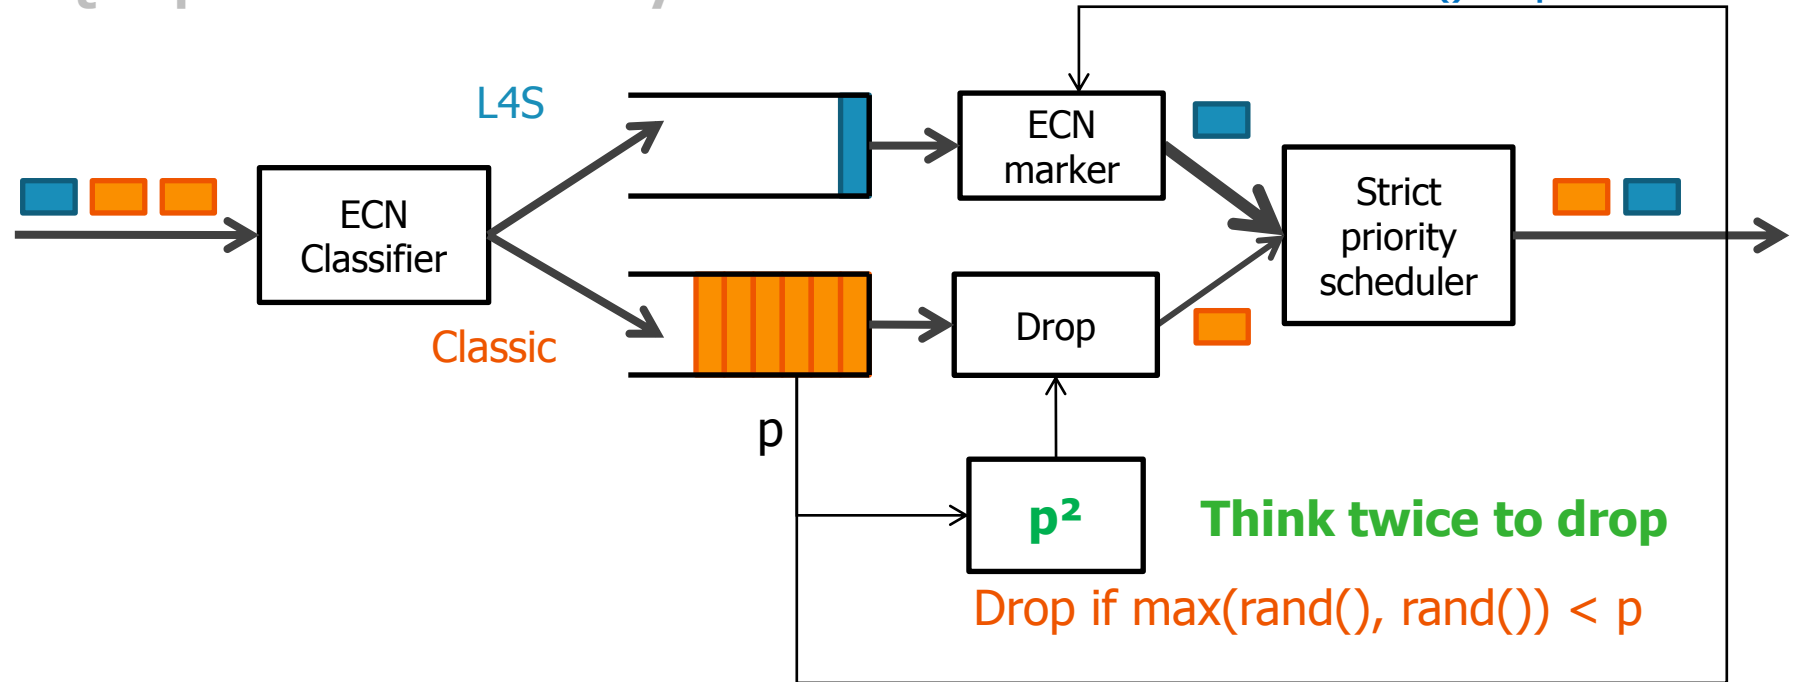 L4S
ECN
marker
ECN
Classifier
Strict
priority
scheduler
Classic
Drop
p
p²
Think twice to drop
Drop if max(rand(), rand()) < p